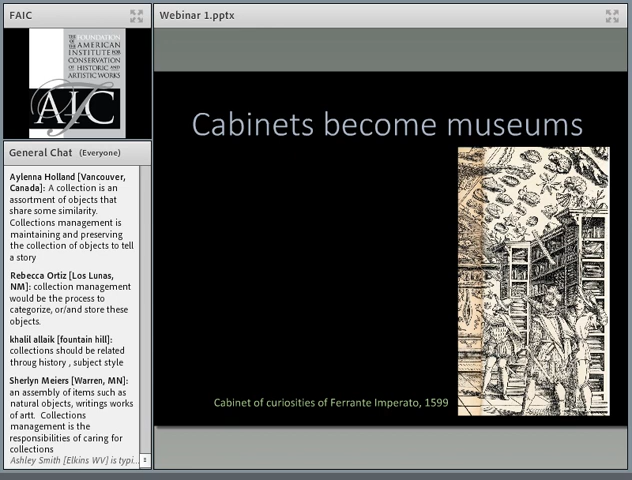 FAIC
THE FOUNDATION
OF THE AMERICAN
INSTITUTE FOR
CONSERVATION
OF HISTORIC AND
ARTISTIC WORKS
AIC
General Chat (Everyone)
Aylenna Holland [Vancouver,
Canada]: A collection is an
assortment of objects that
share some similarity.
Collections management is
maintaining and preserving
the collection of objects to tell
a story
Rebecca Ortiz [Los Lunas,
NM]: collection management
would be the process to
categorize, or/and store these
objects.
khalil allaik [fountain hill]:
collections should be related
throug history , subject style
Sherlyn Meiers [Warren, MN]:
an assembly of items such as
natural objects, writings works
of artt. Collections
management is the
responsibilities of caring for
collections
Ashley Smith [Elkins WV] is typi...
Webinar 1.pptx
Cabinets become museums
Cabinet of curiosities of Ferrante Imperato, 1599